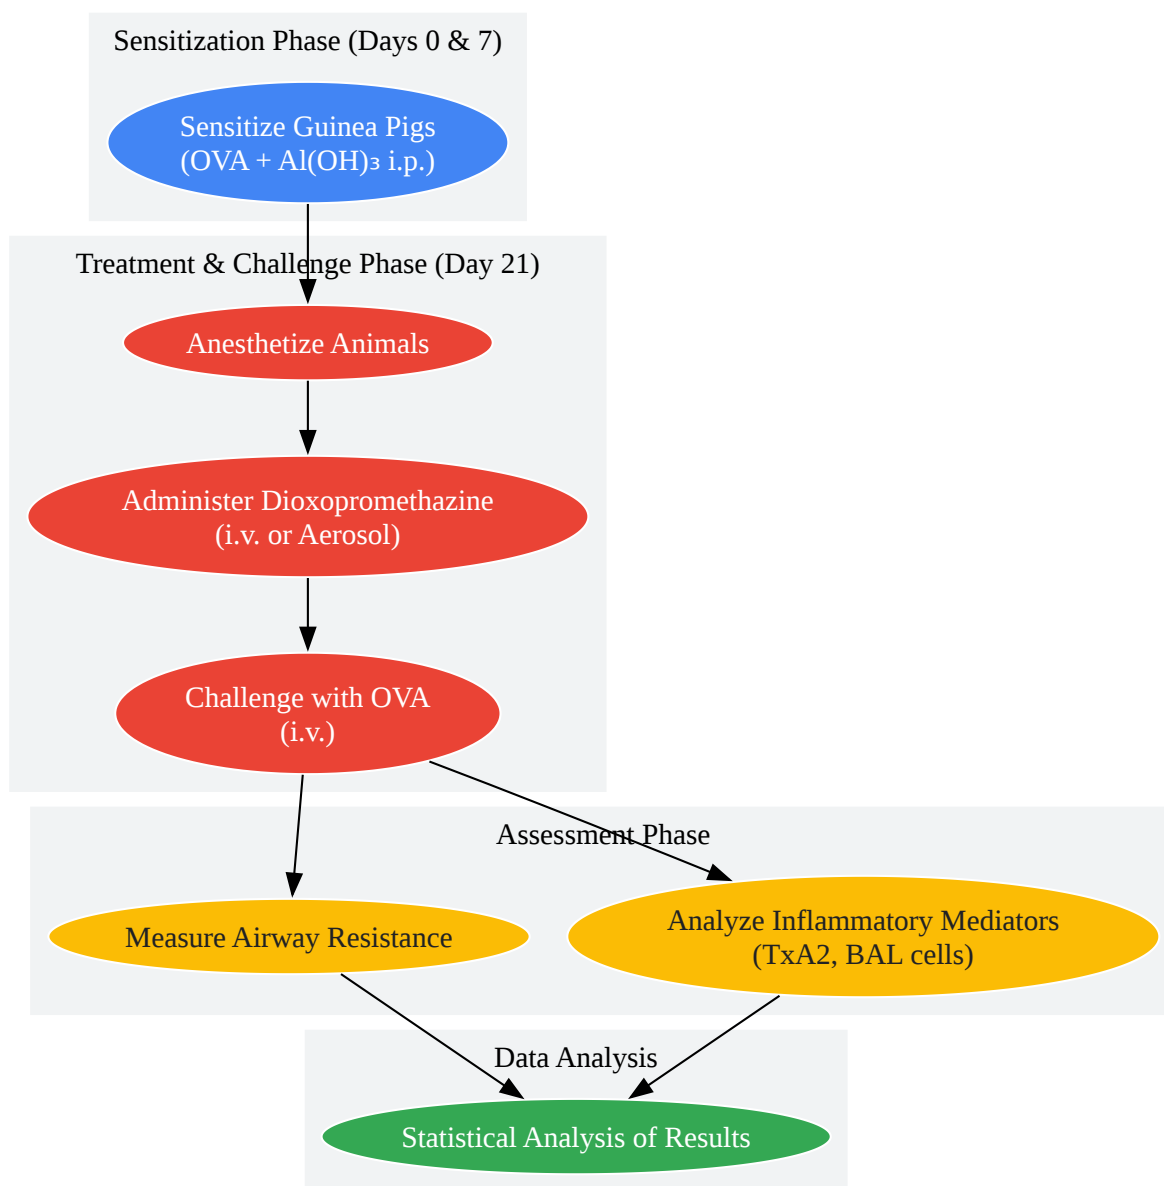 Sensitization Phase (Days 0 & 7)
Sensitize Guinea Pigs
(OVA + Al(OH)₃ i.p.)
Treatment & Challenge Phase (Day 21)
Anesthetize Animals
Administer Dioxopromethazine
(i.v. or Aerosol)
Challenge with OVA
(i.v.)
Assessment Phase
Measure Airway Resistance
Analyze Inflammatory Mediators
(TxA2, BAL cells)
Data Analysis
Statistical Analysis of Results